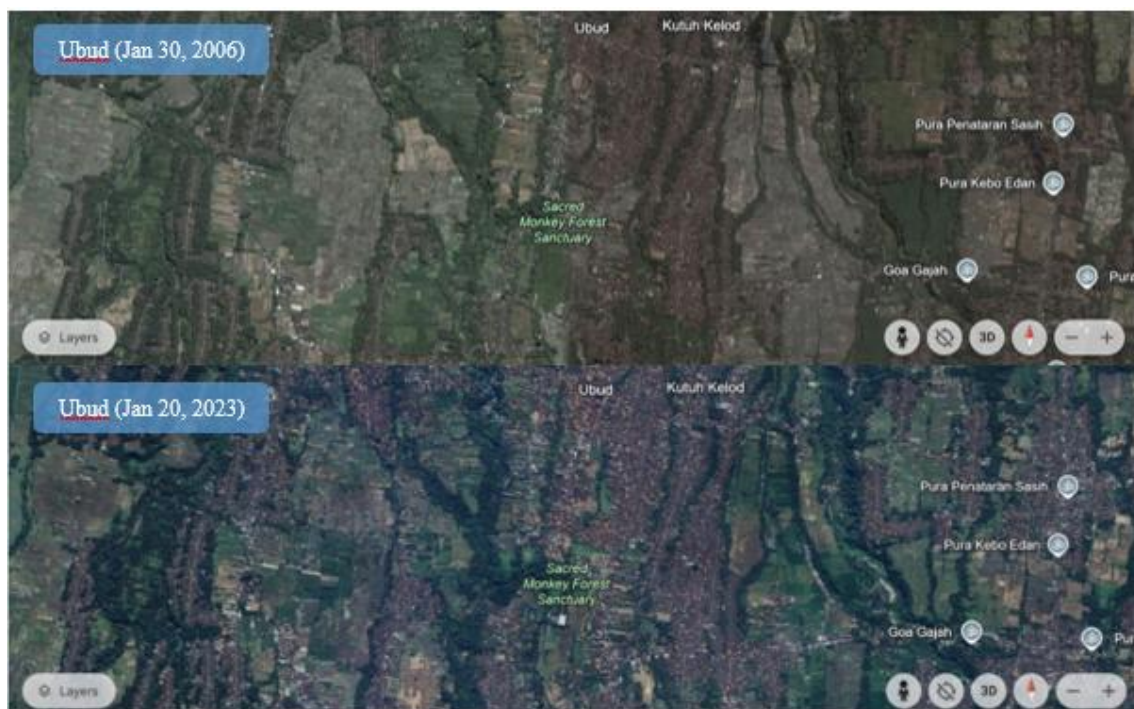 Ubud (Jan 30, 2006)
Ubud
Kutuh Kelod
Pura Penataran Sasih
Pura Kebo Edan
Sacred
Monkey Forest
Sanctuary
Goa Gajah
Pura
Layers
3D
Ubud (Jan 20, 2023)
Ubud
Kutuh Kelod
Pura Penataran Sasih
Pura Kebo Edan
Sacred
Monkey Forest
Sanctuary
Goa Gajah
Pur
Layers
3D